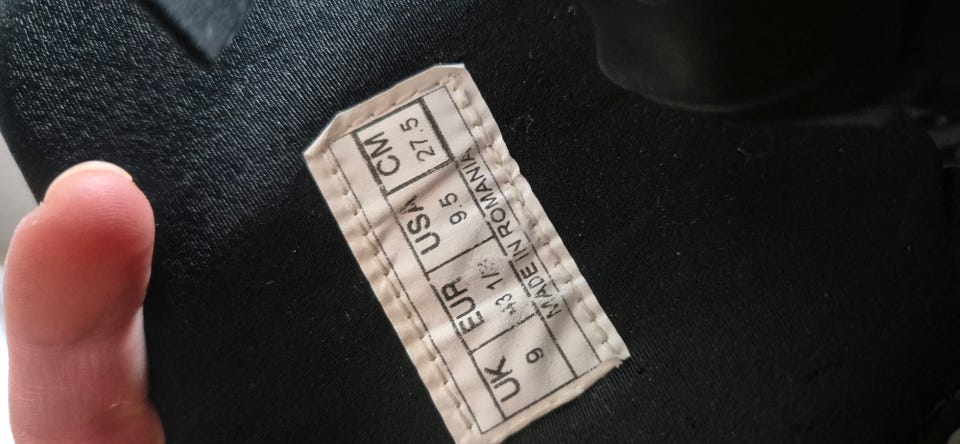 UK EUR USA CM
9 43 1/3 9.5 27.5
MADE IN ROMANIA